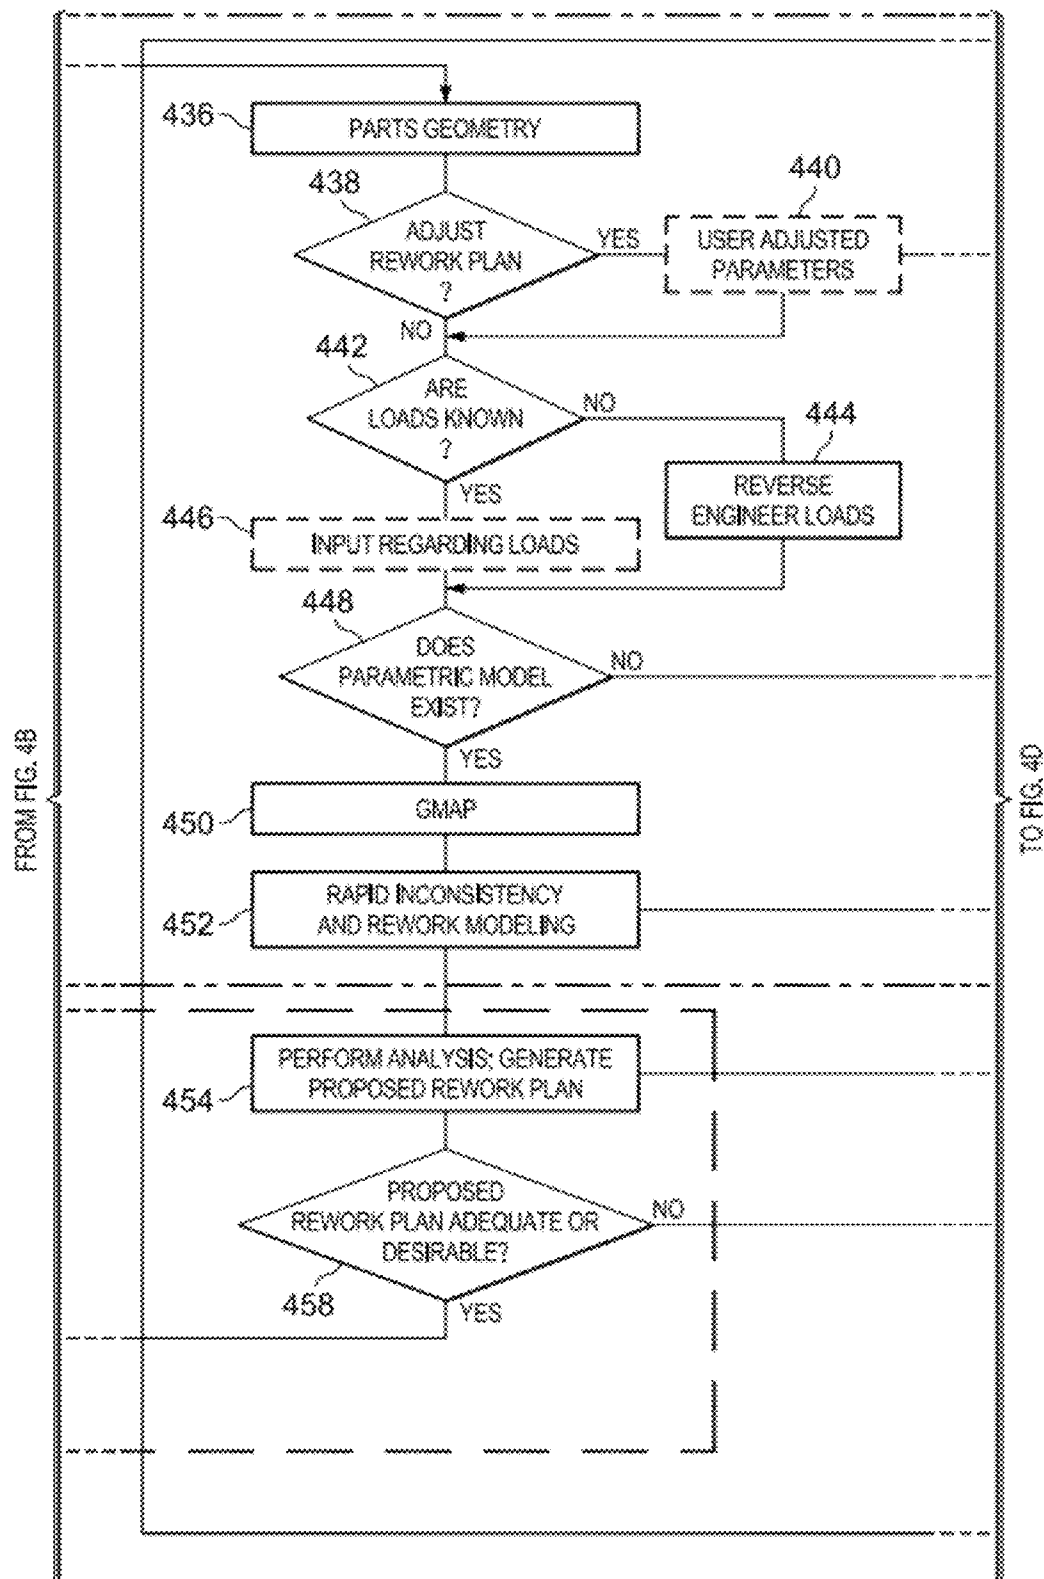 436
PARTS GEOMETRY
438
ADJUST
REWORK PLAN
?
YES
440
USER ADJUSTED
PARAMETERS
NO
442
ARE
LOADS KNOWN
?
NO
444
REVERSE
ENGINEER LOADS
YES
446
INPUT REGARDING LOADS
448
DOES
PARAMETRIC MODEL
EXIST?
NO
YES
FROM FIG. 4B
TO FIG. 4D
450
GMAP
452
RAPID INCONSISTENCY
AND REWORK MODELING
454
PERFORM ANALYSIS; GENERATE
PROPOSED REWORK PLAN
PROPOSED
REWORK PLAN ADEQUATE OR
DESIRABLE?
NO
458
YES